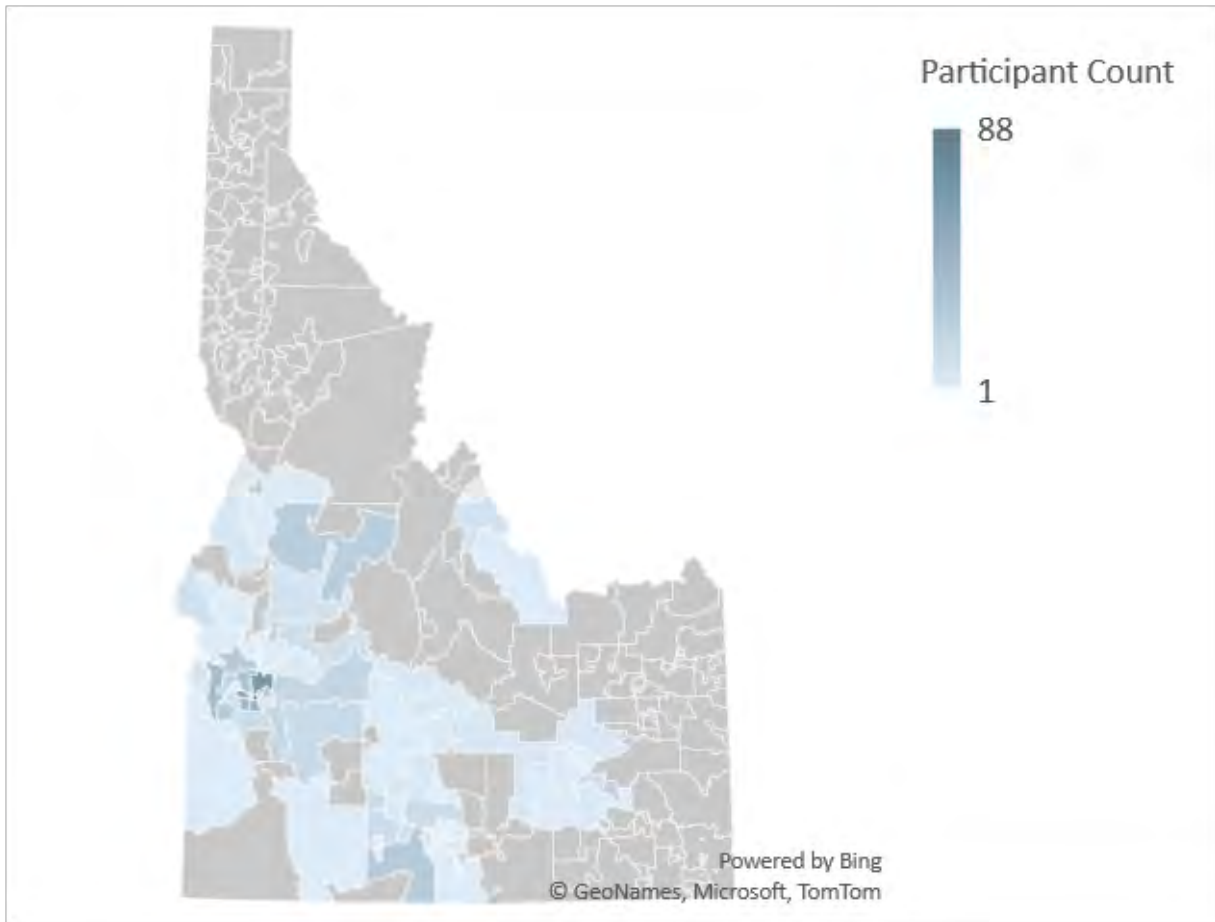 Participant Count
88
1
Powered by Bing
© GeoNames, Microsoft, TomTom